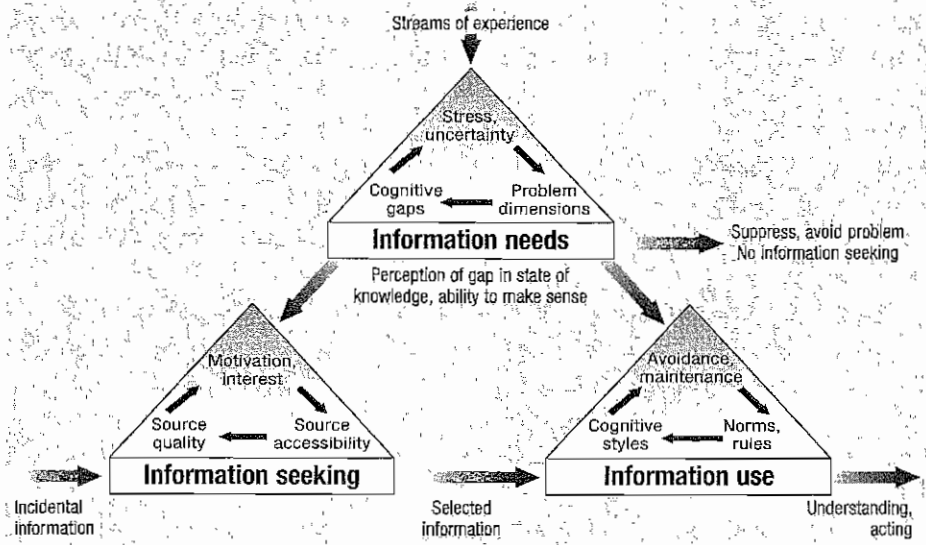 Streams of experience
Stress,
uncertainty
Cognitive
gaps
Problem
dimensions
Information needs
Suppress, avoid problem
No information seeking
Perception of gap in state of
knowledge, ability to make sense
Motivation,
interest
Source
quality
Source
accessibility
Information seeking
Incidental
information
Avoidance,
maintenance
Cognitive
styles
Norms,
rules
Information use
Selected
information
Understanding,
acting